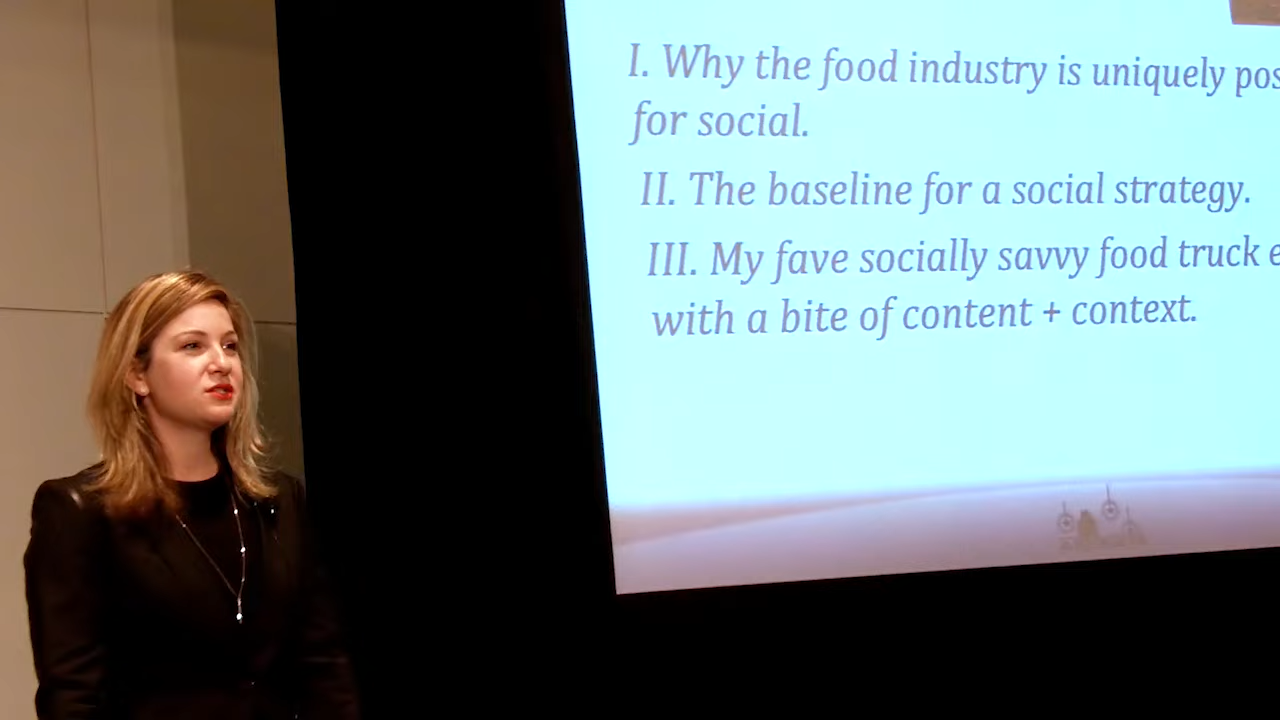 I. Why the food industry is uniquely
for social.
II. The baseline for a social strategy.
III. My fave socially savvy food truck
with a bite of content + context.